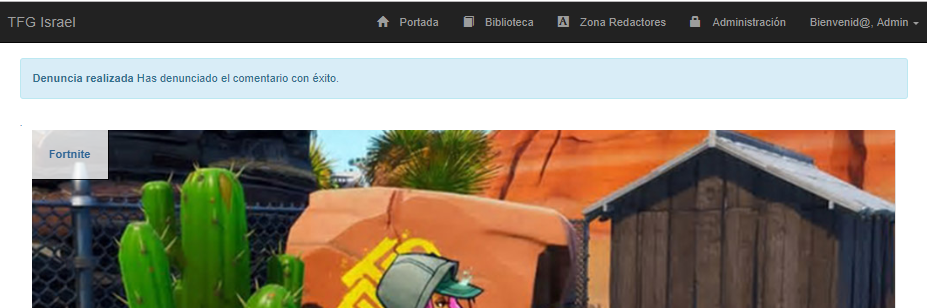 TFG Israel Portada Biblioteca Zona Redactores Administración Bienvenid@, Admin
Denuncia realizada Has denunciado el comentario con éxito.
.
Fortnite